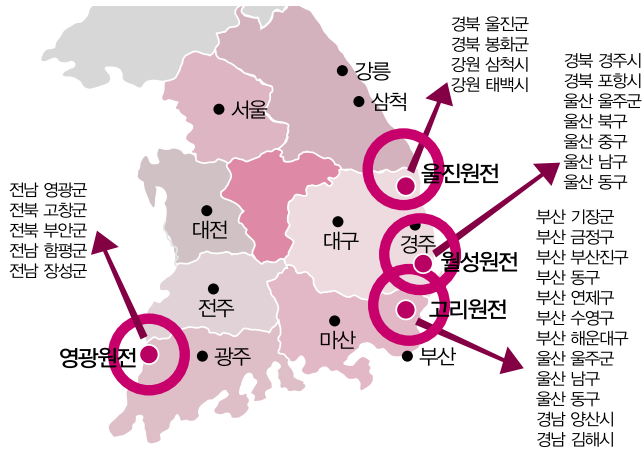 경북 울진군
경북 봉화군
강원 삼척시
강원 태백시
경북 경주시
경북 포항시
울산 울주군
울산 북구
울산 중구
울산 남구
울산 동구
강릉
삼척
서울
울진원전
전남 영광군
전북 고창군
전북 부안군
전남 함평군
전남 장성군
대전
대구
경주
월성원전
부산 기장군
부산 금정구
부산 부산진구
부산 동구
부산 연제구
부산 수영구
부산 해운대구
울산 울주군
울산 남구
울산 동구
경남 양산시
경남 김해시
전주
고리원전
마산
영광원전
광주
부산